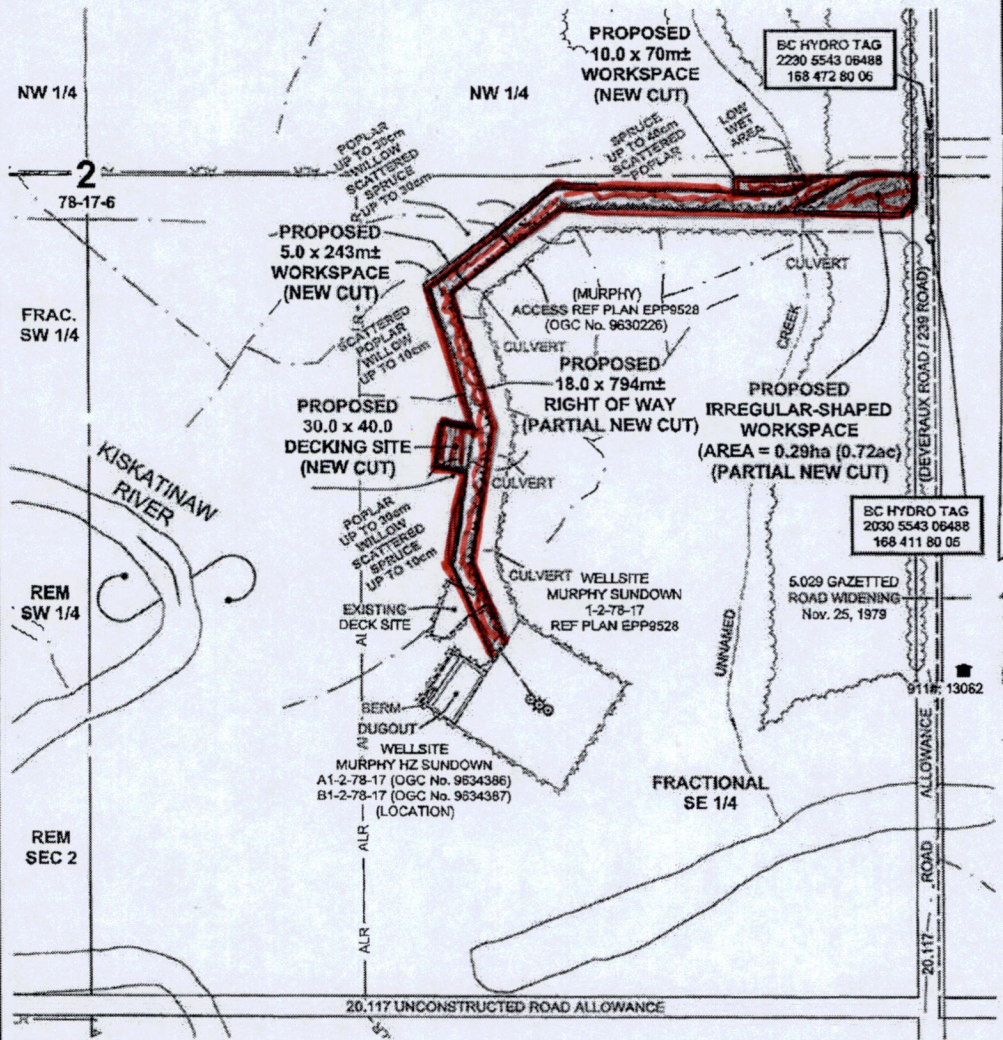 PROPOSED
10.0 x 70m±
WORKSPACE
(NEW CUT)
BC HYDRO TAG
2230 5543 06488
168 472 80 06
NW 1/4
NW 1/4
LOW
WET
AREA
SPRUCE
UP TO 40cm
SCATTERED
POPLAR
POPLAR
UP TO 30cm
WILLOW
SCATTERED
SPRUCE
UP TO 30cm
2
78-17-6
PROPOSED
5.0 x 243m±
WORKSPACE
(NEW CUT)
CULVERT
(MURPHY)
ACCESS REF PLAN EPP9528
(OGC No. 9630226)
FRAC.
SW 1/4
SCATTERED
POPLAR
WILLOW
UP TO 10cm
CULVERT
CREEK
PROPOSED
18.0 x 794m±
RIGHT OF WAY
(PARTIAL NEW CUT)
PROPOSED
IRREGULAR-SHAPED
WORKSPACE
(AREA = 0.29ha (0.72ac)
(PARTIAL NEW CUT)
(DEVERAUX ROAD / 239 ROAD)
PROPOSED
30.0 x 40.0
DECKING SITE
(NEW CUT)
KISKATINAW
RIVER
CULVERT
POPLAR
UP TO 30cm
WILLOW
SCATTERED
SPRUCE
UP TO 10cm
BC HYDRO TAG
2030 5543 06488
168 411 80 05
REM
SW 1/4
CULVERT
WELLSITE
MURPHY SUNDOWN
1-2-78-17
REF PLAN EPP9528
5.029 GAZETTED
ROAD WIDENING
Nov. 25, 1979
EXISTING
DECK SITE
UNNAMED
911#: 13062
BERM
DUGOUT
WELLSITE
MURPHY HZ SUNDOWN
A1-2-78-17 (OGC No. 9634386)
B1-2-78-17 (OGC No. 9634387)
(LOCATION)
FRACTIONAL
SE 1/4
REM
SEC 2
ALR
ALR
20.117 ROAD ALLOWANCE
20.117 UNCONSTRUCTED ROAD ALLOWANCE